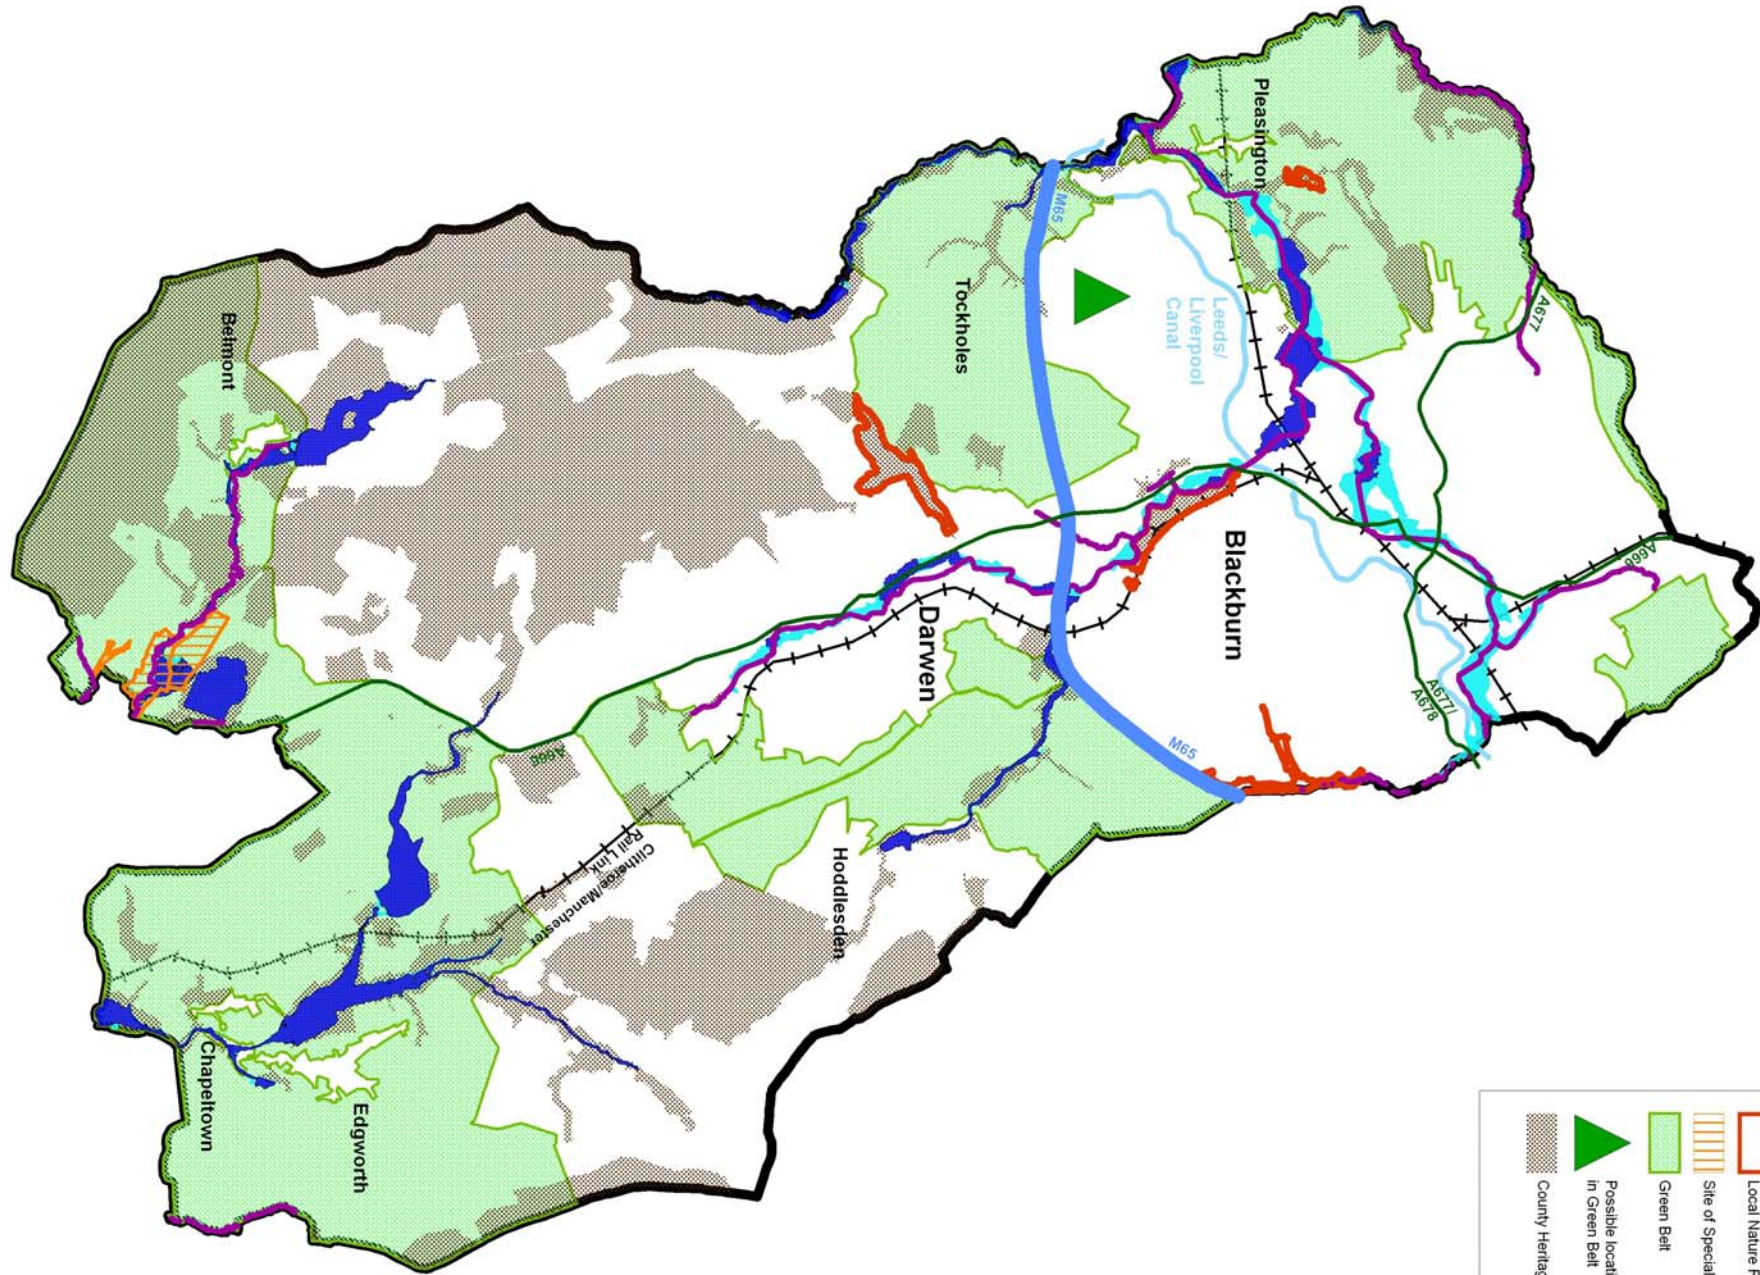 A666
A677
A677/
A678
Pleasington
Blackburn
Leeds/
Liverpool
Canal
M65
M65
Tockholes
Darwen
Hoddlesden
Clitheroe/Manchester
Rail Link
A666
Edgworth
Belmont
Chapeltown
Local Nature
Site of Special
Green Belt
Possible locati
in Green Belt
County Heritag